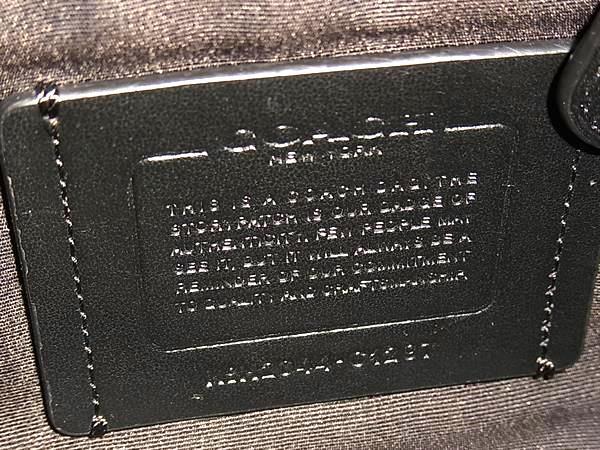 COACH
NEW YORK
THIS IS A COACH BAG: THE
STORYPATCH IS OUR BADGE OF
AUTHENTICITY. FEW PEOPLE MAY
SEE IT, BUT IT WILL ALWAYS BE A
REMINDER OF OUR COMMITMENT
TO QUALITY AND CRAFTSMANSHIP.